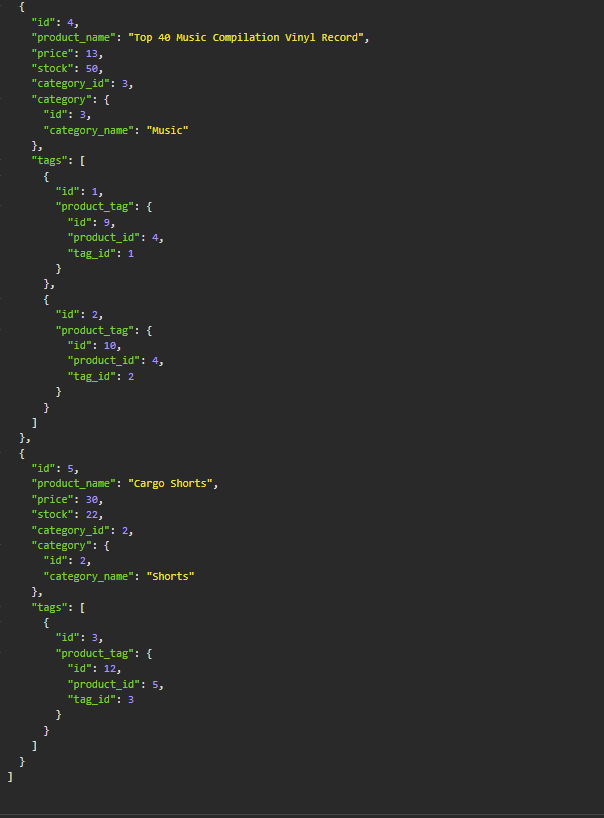 {
"id": 4,
"product_name": "Top 40 Music Compilation Vinyl Record",
"price": 13,
"stock": 50,
"category_id": 3,
"category": {
"id": 3,
"category_name": "Music"
},
"tags": [
{
"id": 1,
"product_tag": {
"id": 9,
"product_id": 4,
"tag_id": 1
}
},
{
"id": 2,
"product_tag": {
"id": 10,
"product_id": 4,
"tag_id": 2
}
}
]
},
{
"id": 5,
"product_name": "Cargo Shorts",
"price": 30,
"stock": 22,
"category_id": 2,
"category": {
"id": 2,
"category_name": "Shorts"
},
"tags": [
{
"id": 3,
"product_tag": {
"id": 12,
"product_id": 5,
"tag_id": 3
}
}
]
}
]